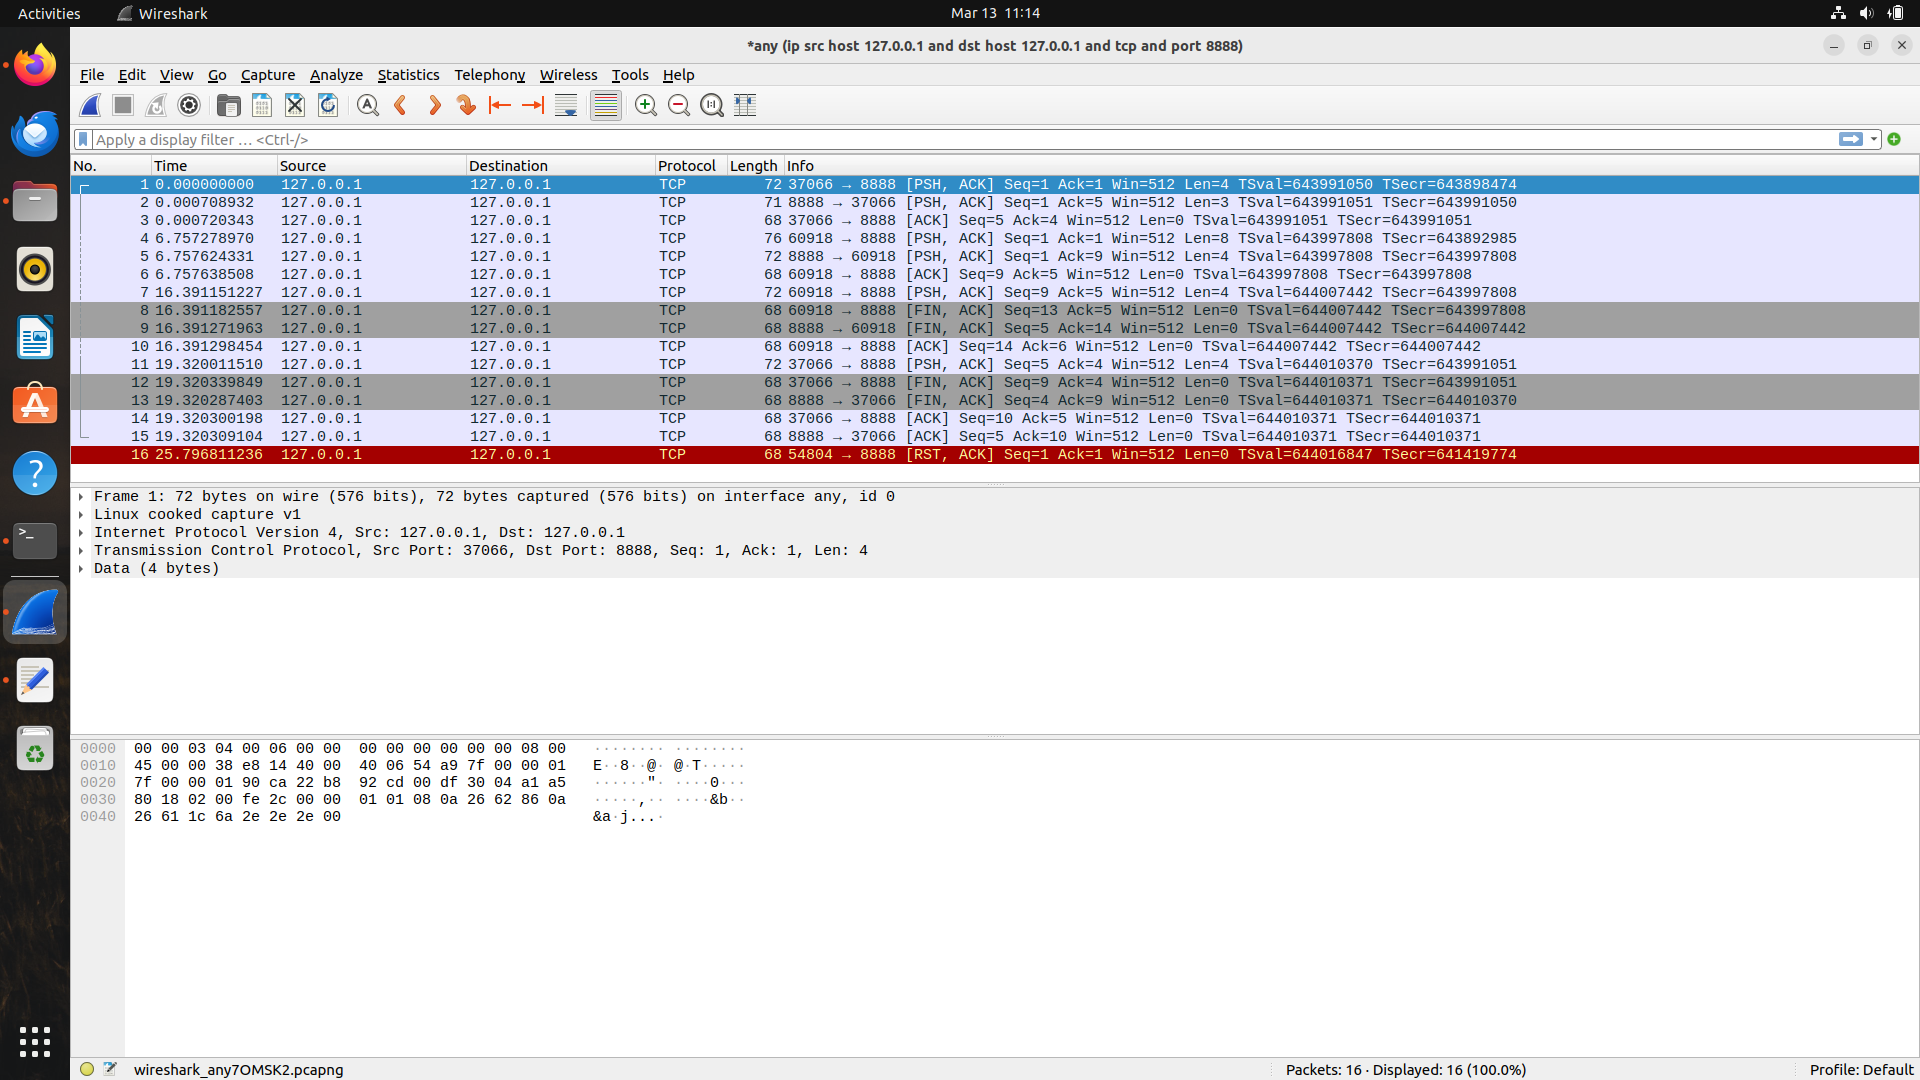 Activities Wireshark Mar 13 11:14
*any (ip src host 127.0.0.1 and dst host 127.0.0.1 and tcp and port 8888)
File Edit View Go Capture Analyze Statistics Telephony Wireless Tools Help
Apply a display filter … <Ctrl-/>
No. Time Source Destination Protocol Length Info
1 0.000000000 127.0.0.1 127.0.0.1 TCP 72 37066 → 8888 [PSH, ACK] Seq=1 Ack=1 Win=512 Len=4 TSval=643991050 TSecr=643898474
2 0.000708932 127.0.0.1 127.0.0.1 TCP 71 8888 → 37066 [PSH, ACK] Seq=1 Ack=5 Win=512 Len=3 TSval=643991051 TSecr=643991050
3 0.000720343 127.0.0.1 127.0.0.1 TCP 68 37066 → 8888 [ACK] Seq=5 Ack=4 Win=512 Len=0 TSval=643991051 TSecr=643991051
4 6.757278970 127.0.0.1 127.0.0.1 TCP 76 60918 → 8888 [PSH, ACK] Seq=1 Ack=1 Win=512 Len=8 TSval=643997808 TSecr=643892985
5 6.757624331 127.0.0.1 127.0.0.1 TCP 72 8888 → 60918 [PSH, ACK] Seq=1 Ack=9 Win=512 Len=4 TSval=643997808 TSecr=643997808
6 6.757638508 127.0.0.1 127.0.0.1 TCP 68 60918 → 8888 [ACK] Seq=9 Ack=5 Win=512 Len=0 TSval=643997808 TSecr=643997808
7 16.391151227 127.0.0.1 127.0.0.1 TCP 72 60918 → 8888 [PSH, ACK] Seq=9 Ack=5 Win=512 Len=4 TSval=644007442 TSecr=643997808
8 16.391182557 127.0.0.1 127.0.0.1 TCP 68 60918 → 8888 [FIN, ACK] Seq=13 Ack=5 Win=512 Len=0 TSval=644007442 TSecr=643997808
9 16.391271963 127.0.0.1 127.0.0.1 TCP 68 8888 → 60918 [FIN, ACK] Seq=5 Ack=14 Win=512 Len=0 TSval=644007442 TSecr=644007442
10 16.391298454 127.0.0.1 127.0.0.1 TCP 68 60918 → 8888 [ACK] Seq=14 Ack=6 Win=512 Len=0 TSval=644007442 TSecr=644007442
11 19.320011510 127.0.0.1 127.0.0.1 TCP 72 37066 → 8888 [PSH, ACK] Seq=5 Ack=4 Win=512 Len=4 TSval=644010370 TSecr=643991051
12 19.320339849 127.0.0.1 127.0.0.1 TCP 68 37066 → 8888 [FIN, ACK] Seq=9 Ack=4 Win=512 Len=0 TSval=644010371 TSecr=643991051
13 19.320287403 127.0.0.1 127.0.0.1 TCP 68 8888 → 37066 [FIN, ACK] Seq=4 Ack=9 Win=512 Len=0 TSval=644010371 TSecr=644010370
14 19.320300198 127.0.0.1 127.0.0.1 TCP 68 37066 → 8888 [ACK] Seq=10 Ack=5 Win=512 Len=0 TSval=644010371 TSecr=644010371
15 19.320309104 127.0.0.1 127.0.0.1 TCP 68 8888 → 37066 [ACK] Seq=5 Ack=10 Win=512 Len=0 TSval=644010371 TSecr=644010371
16 25.796811236 127.0.0.1 127.0.0.1 TCP 68 54804 → 8888 [RST, ACK] Seq=1 Ack=1 Win=512 Len=0 TSval=644016847 TSecr=641419774
Frame 1: 72 bytes on wire (576 bits), 72 bytes captured (576 bits) on interface any, id 0
Linux cooked capture v1
Internet Protocol Version 4, Src: 127.0.0.1, Dst: 127.0.0.1
Transmission Control Protocol, Src Port: 37066, Dst Port: 8888, Seq: 1, Ack: 1, Len: 4
Data (4 bytes)
0000 00 00 03 04 00 06 00 00 00 00 00 00 00 00 08 00 ········ ········
0010 45 00 00 38 e8 14 40 00 40 06 54 a9 7f 00 00 01 E··8··@· @·T·····
0020 7f 00 00 01 90 ca 22 b8 92 cd 00 df 30 04 a1 a5 ······"· ····0···
0030 80 18 02 00 fe 2c 00 00 01 01 08 0a 26 62 86 0a ·····,·· ····&b··
0040 26 61 1c 6a 2e 2e 2e 00 &a·j...·
wireshark_any7OMSK2.pcapng Packets: 16 · Displayed: 16 (100.0%) Profile: Default